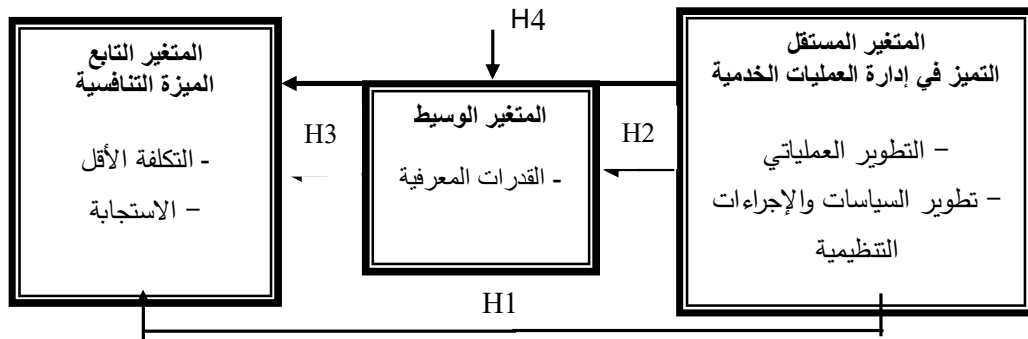 المتغير المستقل
التميز في إدارة العمليات الخدمية
– التطوير العملياتي
– تطوير السياسات والإجراءات
التنظيمية
H4
H2
المتغير الوسيط
- القدرات المعرفية
H3
المتغير التابع
الميزة التنافسية
- التكلفة الأقل
– الاستجابة
H1